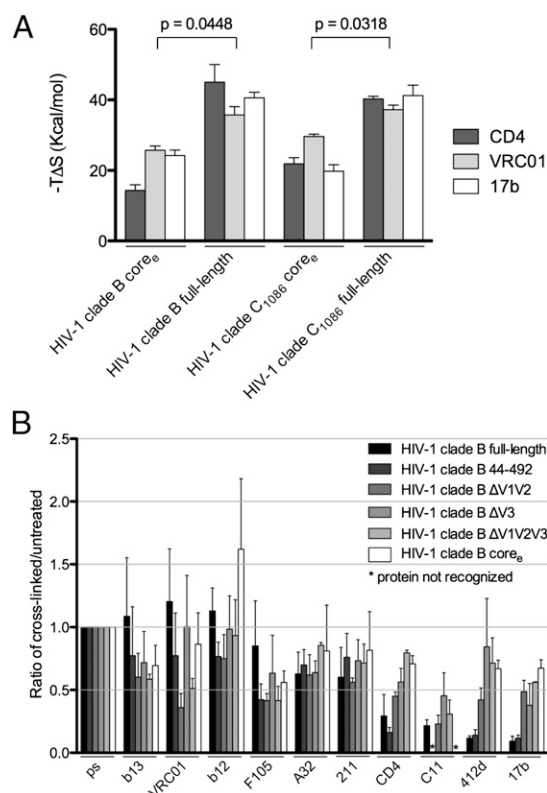 A
p = 0.0448
p = 0.0318
60
40
20
0
-TΔS (Kcal/mol)
CD4
VRC01
17b
HIV-1 clade B coreₑ
HIV-1 clade B full-length
HIV-1 clade C₁₀₈₆ coreₑ
HIV-1 clade C₁₀₈₆ full-length
B
2.5
2.0
1.5
1.0
0.5
0.0
Ratio of cross-linked/untreated
HIV-1 clade B full-length
HIV-1 clade B 44-492
HIV-1 clade B ΔV1V2
HIV-1 clade B ΔV3
HIV-1 clade B ΔV1V2V3
HIV-1 clade B coreₑ
* protein not recognized
* *
ps
b13
VRC01
b12
F105
A32
211
CD4
C11
412d
17b